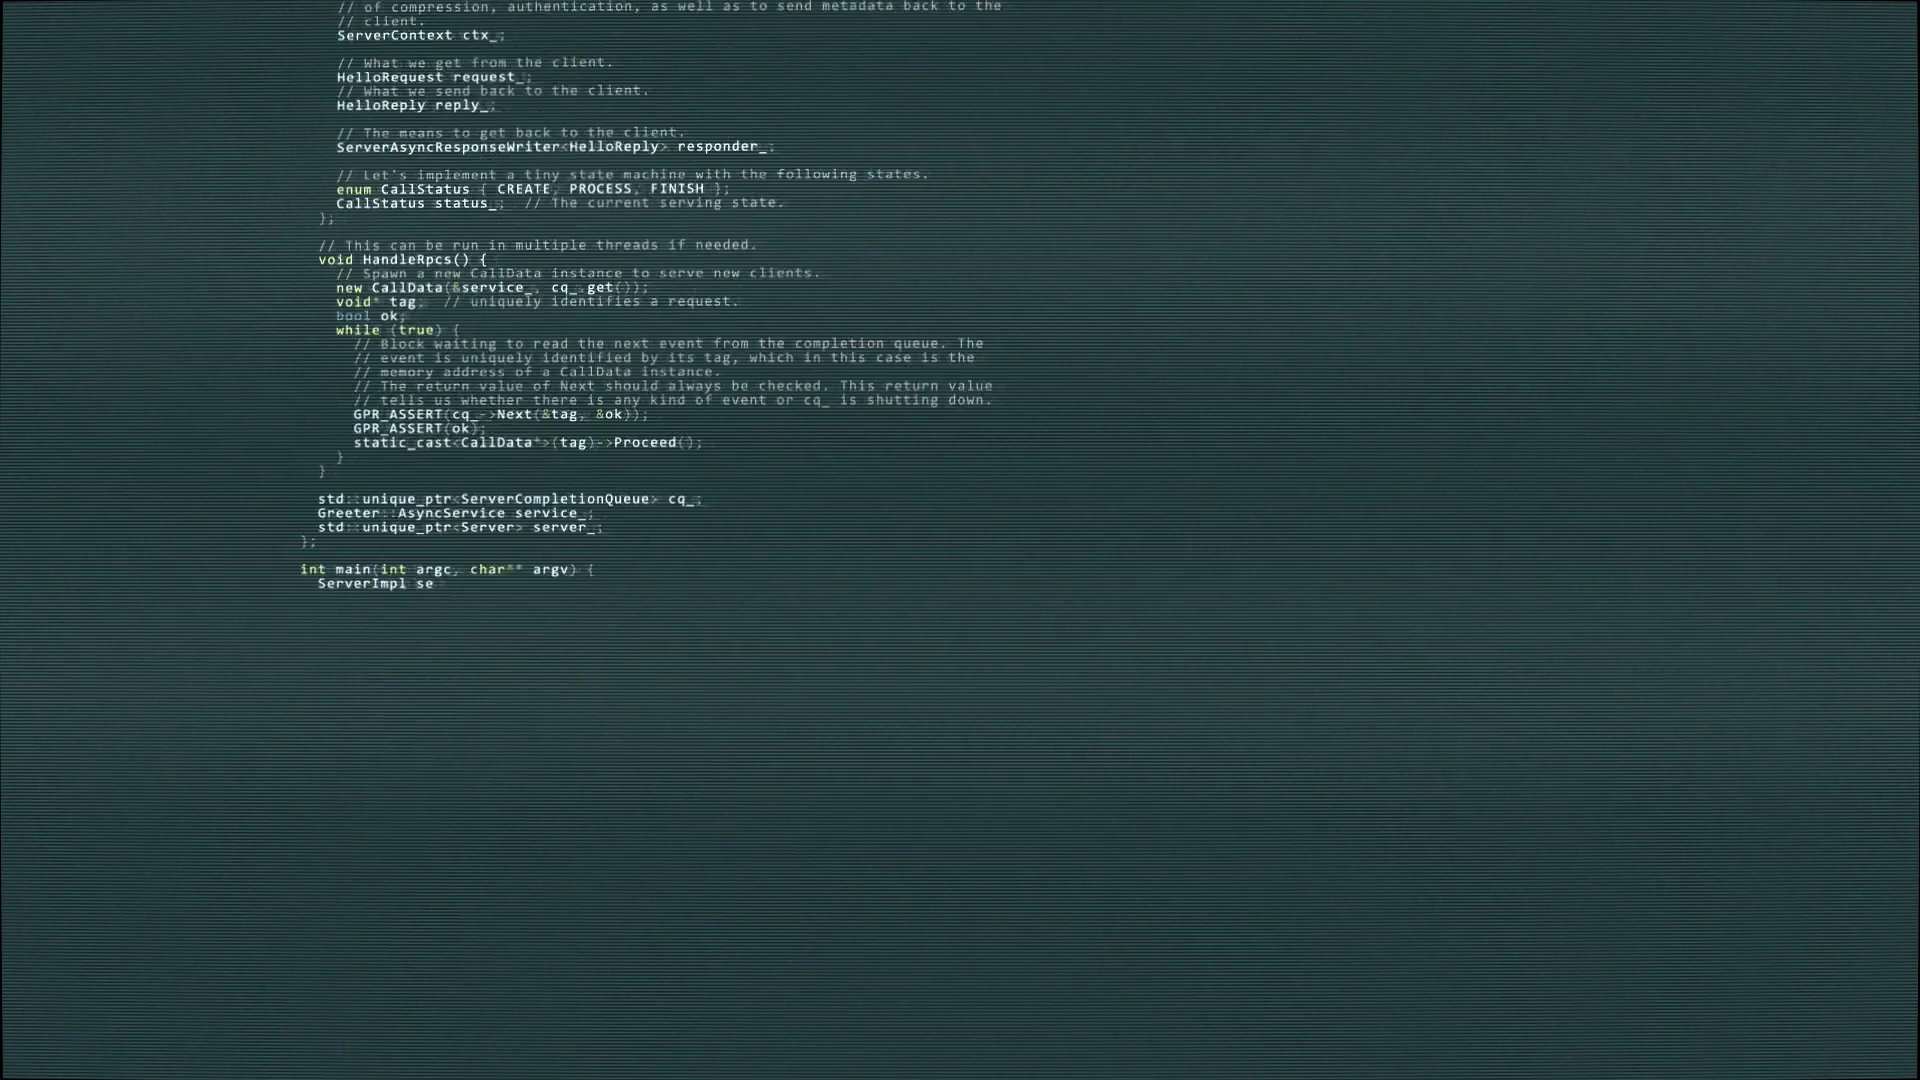 // of compression, authentication, as well as to send metadata back to the
// client.
ServerContext ctx_;
// What we get from the client.
HelloRequest request_;
// What we send back to the client.
HelloReply reply_;
// The means to get back to the client.
ServerAsyncResponseWriter<HelloReply> responder_;
// Let's implement a tiny state machine with the following states.
enum CallStatus { CREATE, PROCESS, FINISH };
CallStatus status_;  // The current serving state.
};
// This can be run in multiple threads if needed.
void HandleRpcs() {
// Spawn a new CallData instance to serve new clients.
new CallData(&service_, cq_.get());
void* tag;  // uniquely identifies a request.
bool ok;
while (true) {
// Block waiting to read the next event from the completion queue. The
// event is uniquely identified by its tag, which in this case is the
// memory address of a CallData instance.
// The return value of Next should always be checked. This return value
// tells us whether there is any kind of event or cq_ is shutting down.
GPR_ASSERT(cq_->Next(&tag, &ok));
GPR_ASSERT(ok);
static_cast<CallData*>(tag)->Proceed();
}
}
std::unique_ptr<ServerCompletionQueue> cq_;
Greeter::AsyncService service_;
std::unique_ptr<Server> server_;
};
int main(int argc, char** argv) {
ServerImpl se